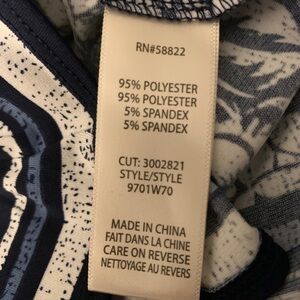 RN#58822
95% POLYESTER
95% POLYESTER
5% SPANDEX
5% SPANDEX
CUT: 3002821
STYLE/STYLE
9701W70
MADE IN CHINA
FAIT DANS LA CHINE
CARE ON REVERSE
NETTOYAGE AU REVERS